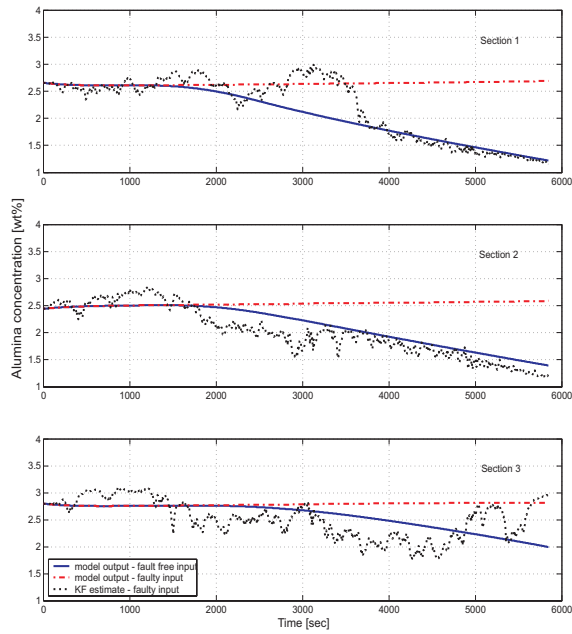 4
3.5
3
2.5
2
1.5
1
Section 1
0 1000 2000 3000 4000 5000 6000
Alumina concentration [wt%]
4
3.5
3
2.5
2
1.5
1
Section 2
0 1000 2000 3000 4000 5000 6000
4
3.5
3
2.5
2
1.5
1
Section 3
model output - fault free input
model output - faulty input
KF estimate - faulty input
0 1000 2000 3000 4000 5000 6000
Time [sec]